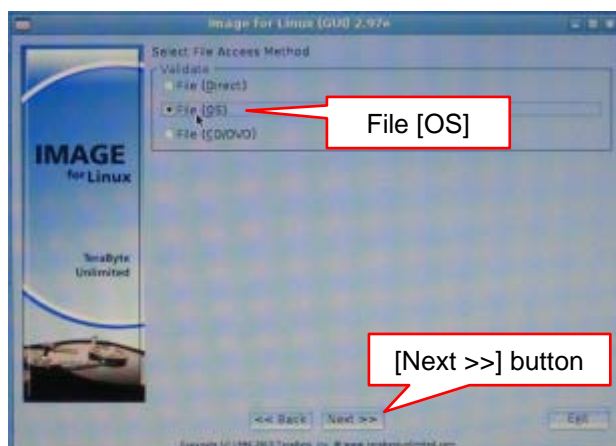 Image for Linux (GUI) 2.97e
Select File Access Method
Validate
File (Direct)
File (OS)
File (CD/DVD)
File [OS]
IMAGE
for Linux
TeraByte
Unlimited
[Next >>] button
<< Back
Next >>
Exit